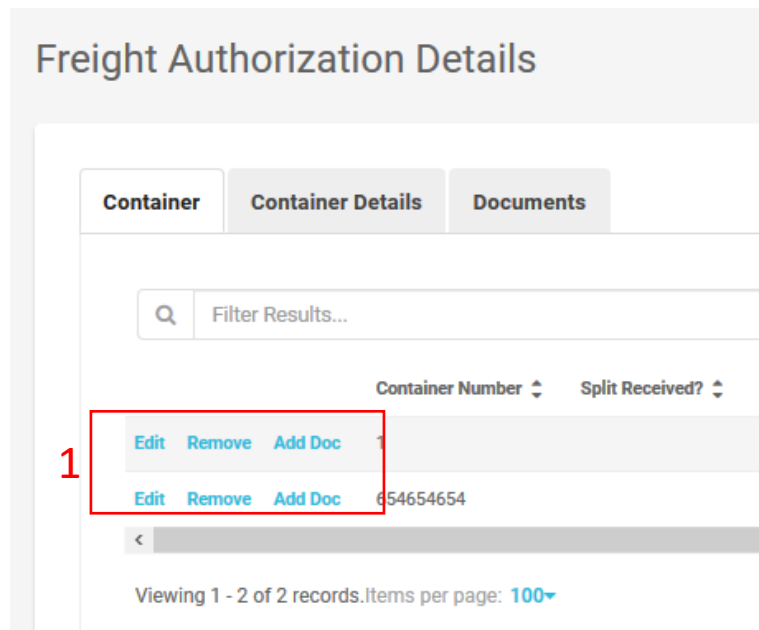 Freight Authorization Details
Container Container Details Documents
Filter Results...
Container Number Split Received?
1
Edit Remove Add Doc 1
Edit Remove Add Doc 654654654
Viewing 1 - 2 of 2 records.Items per page: 100